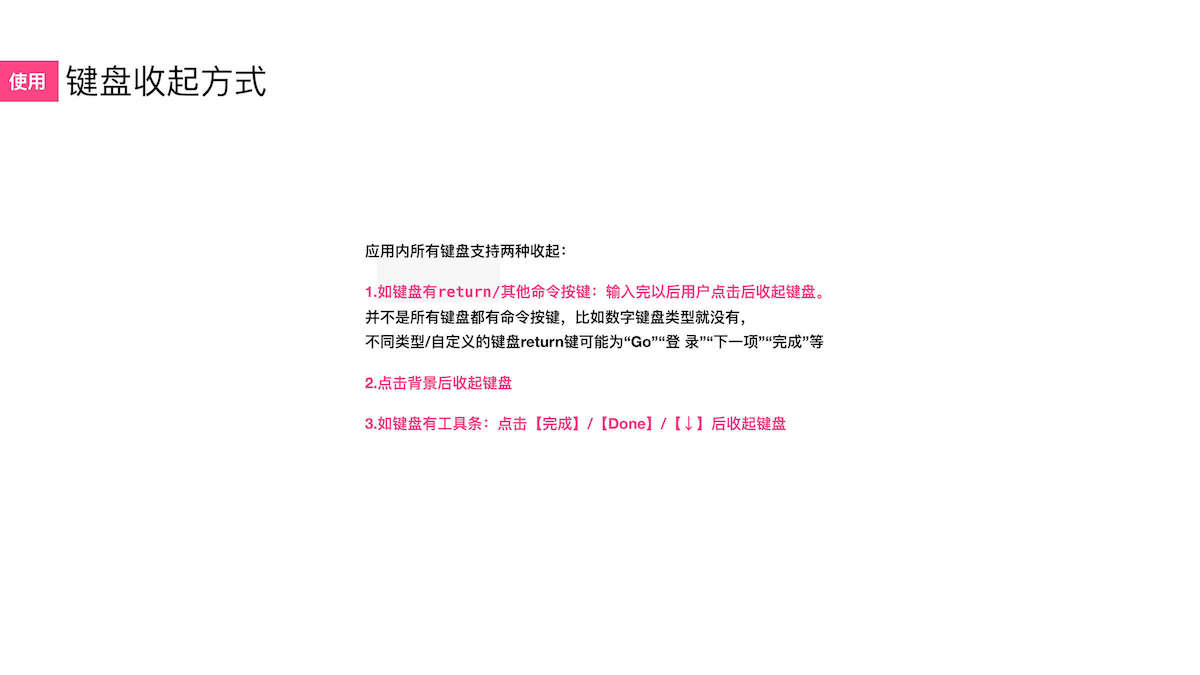 使用 键盘收起方式
应用内所有键盘支持两种收起：
1.如键盘有return/其他命令按键：输入完以后用户点击后收起键盘。
并不是所有键盘都有命令按键，比如数字键盘类型就没有，
不同类型/自定义的键盘return键可能为“Go”“登 录”“下一项”“完成”等
2.点击背景后收起键盘
3.如键盘有工具条：点击【完成】/【Done】/【↓】后收起键盘